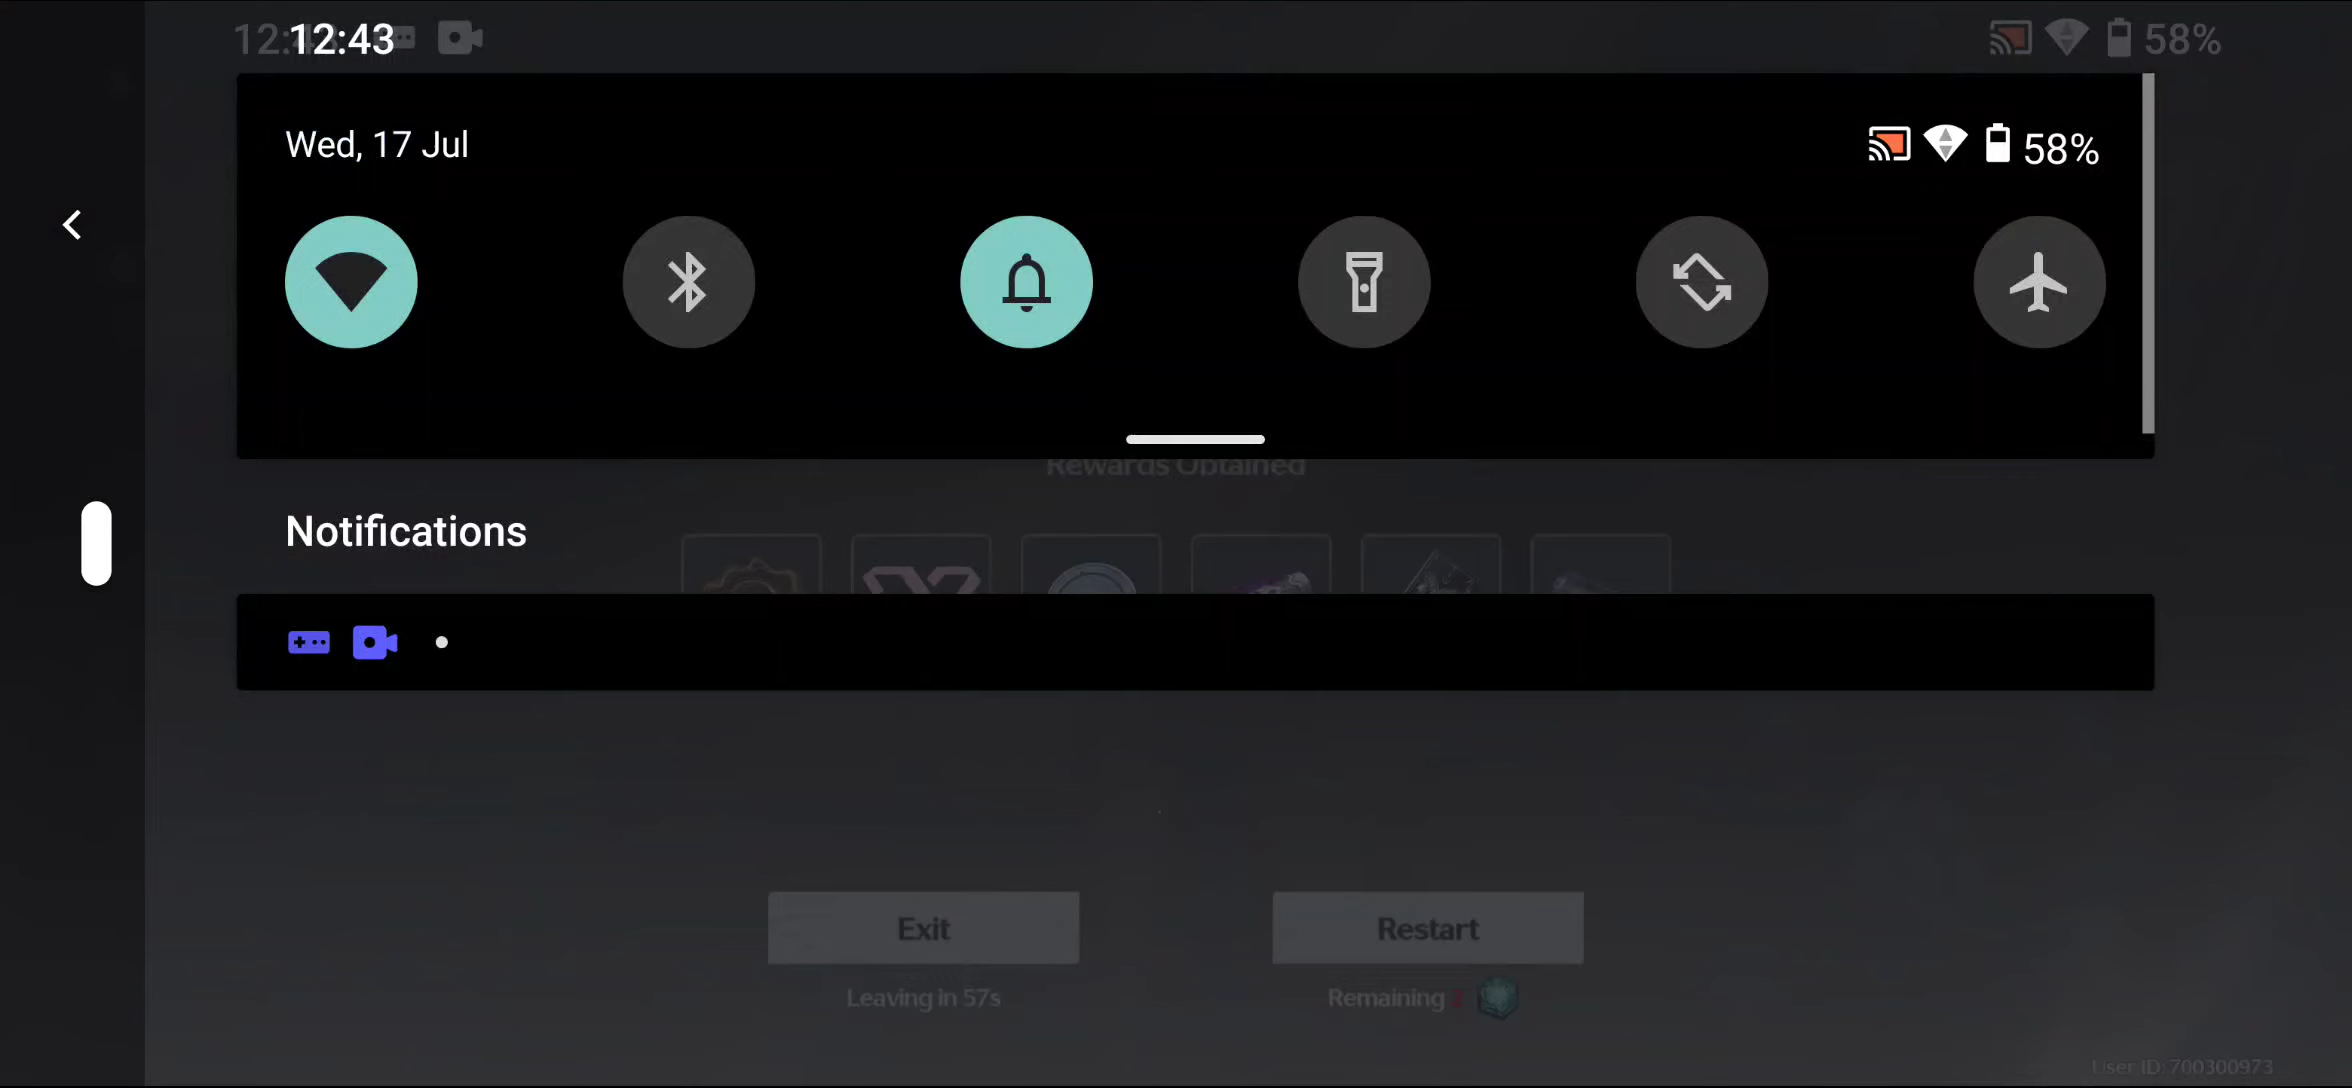 12:43 58%
Wed, 17 Jul 58%
Rewards Obtained
Notifications
Exit Restart
Leaving in 57s Remaining
User ID: 700300973